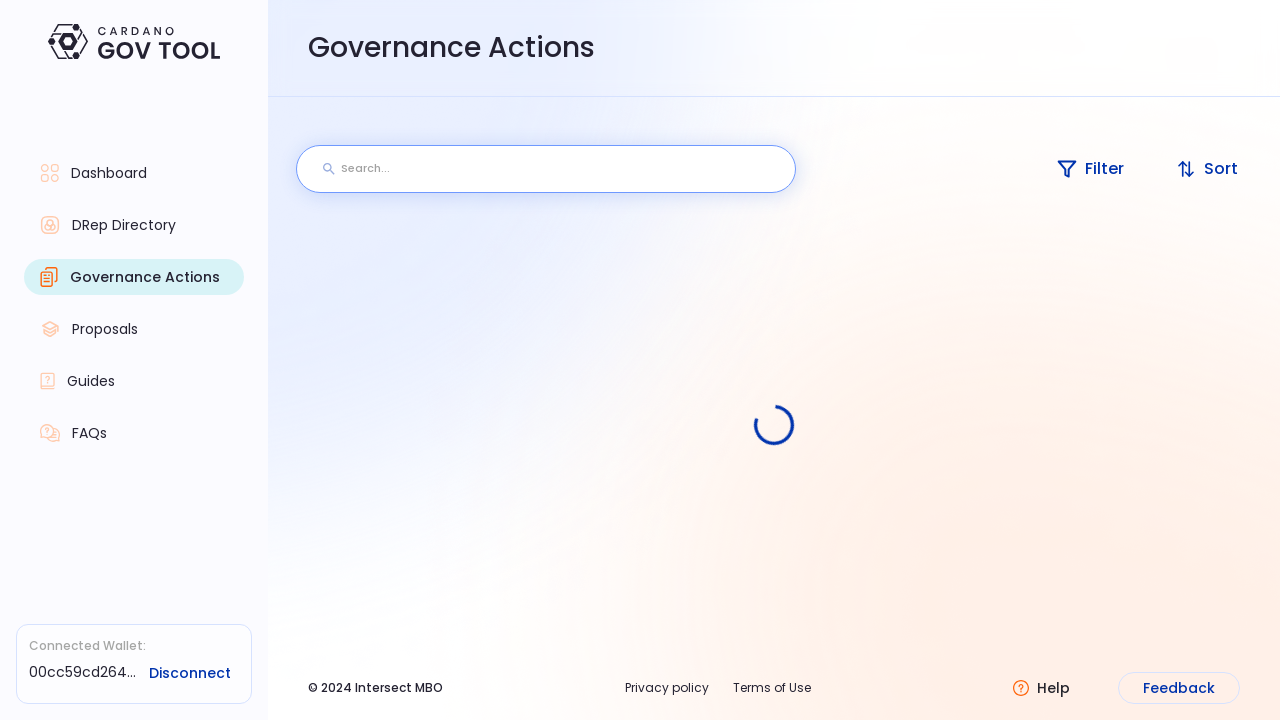 CARDANO
GOV TOOL
Governance Actions
Search...
Filter
Sort
Dashboard
DRep Directory
Governance Actions
Proposals
Guides
FAQs
Connected Wallet:
00cc59cd264...
Disconnect
© 2024 Intersect MBO
Privacy policy
Terms of Use
Help
Feedback